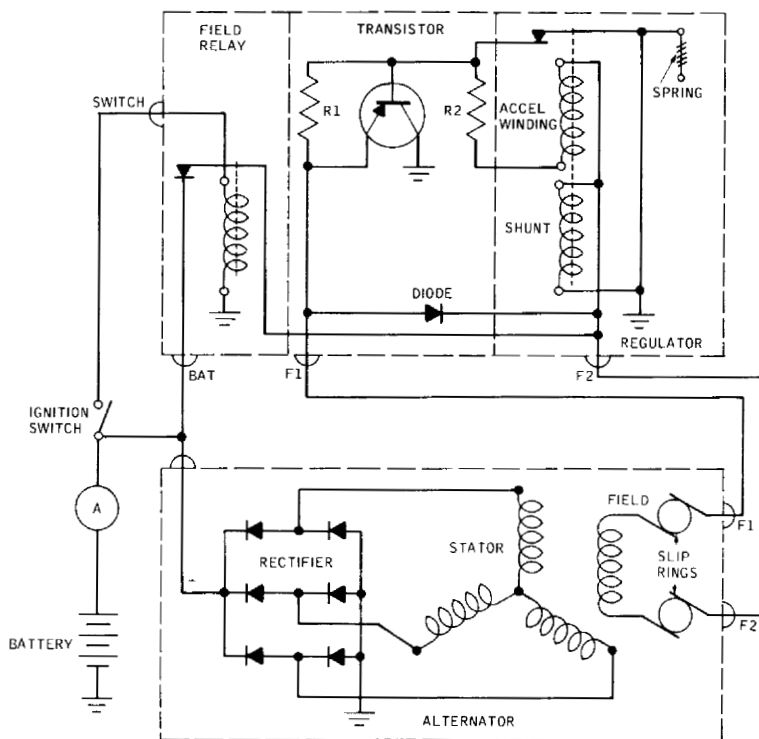 FIELD
RELAY
TRANSISTOR
SWITCH
R1
R2
ACCEL
WINDING
SPRING
SHUNT
DIODE
REGULATOR
BAT
F1
F2
IGNITION
SWITCH
A
BATTERY
RECTIFIER
STATOR
FIELD
F1
SLIP
RINGS
F2
ALTERNATOR